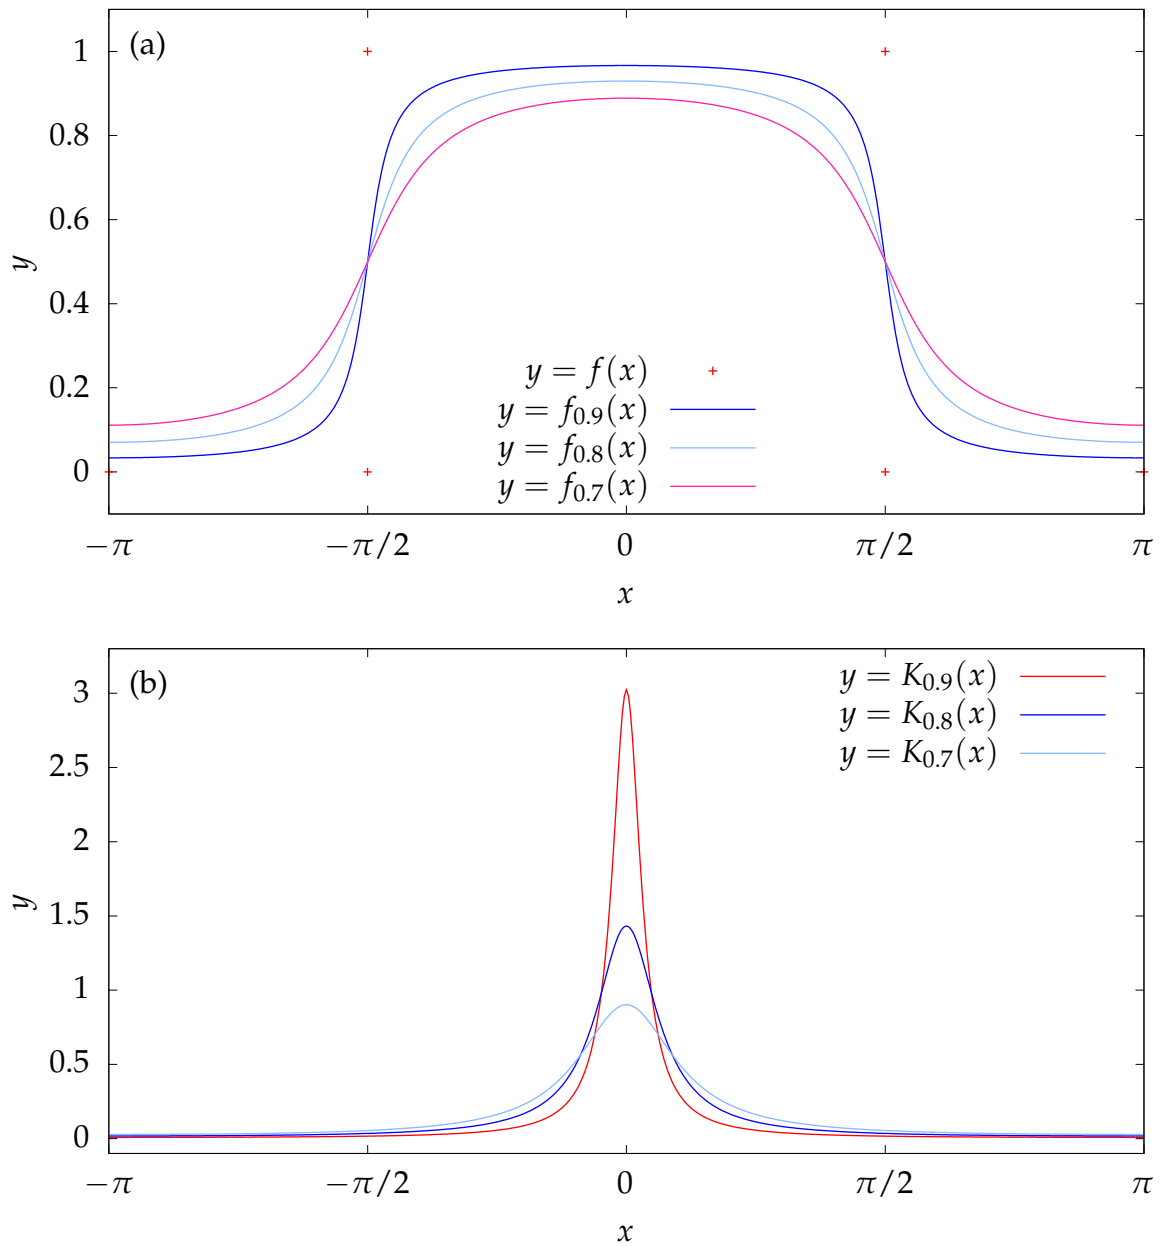 (a)
1
0.8
0.6
0.4
0.2
0
y
y = f(x)
y = f₀.₉(x)
y = f₀.₈(x)
y = f₀.₇(x)
−π −π/2 0 π/2 π
x
(b)
3
2.5
2
1.5
1
0.5
0
y
y = K₀.₉(x)
y = K₀.₈(x)
y = K₀.₇(x)
−π −π/2 0 π/2 π
x